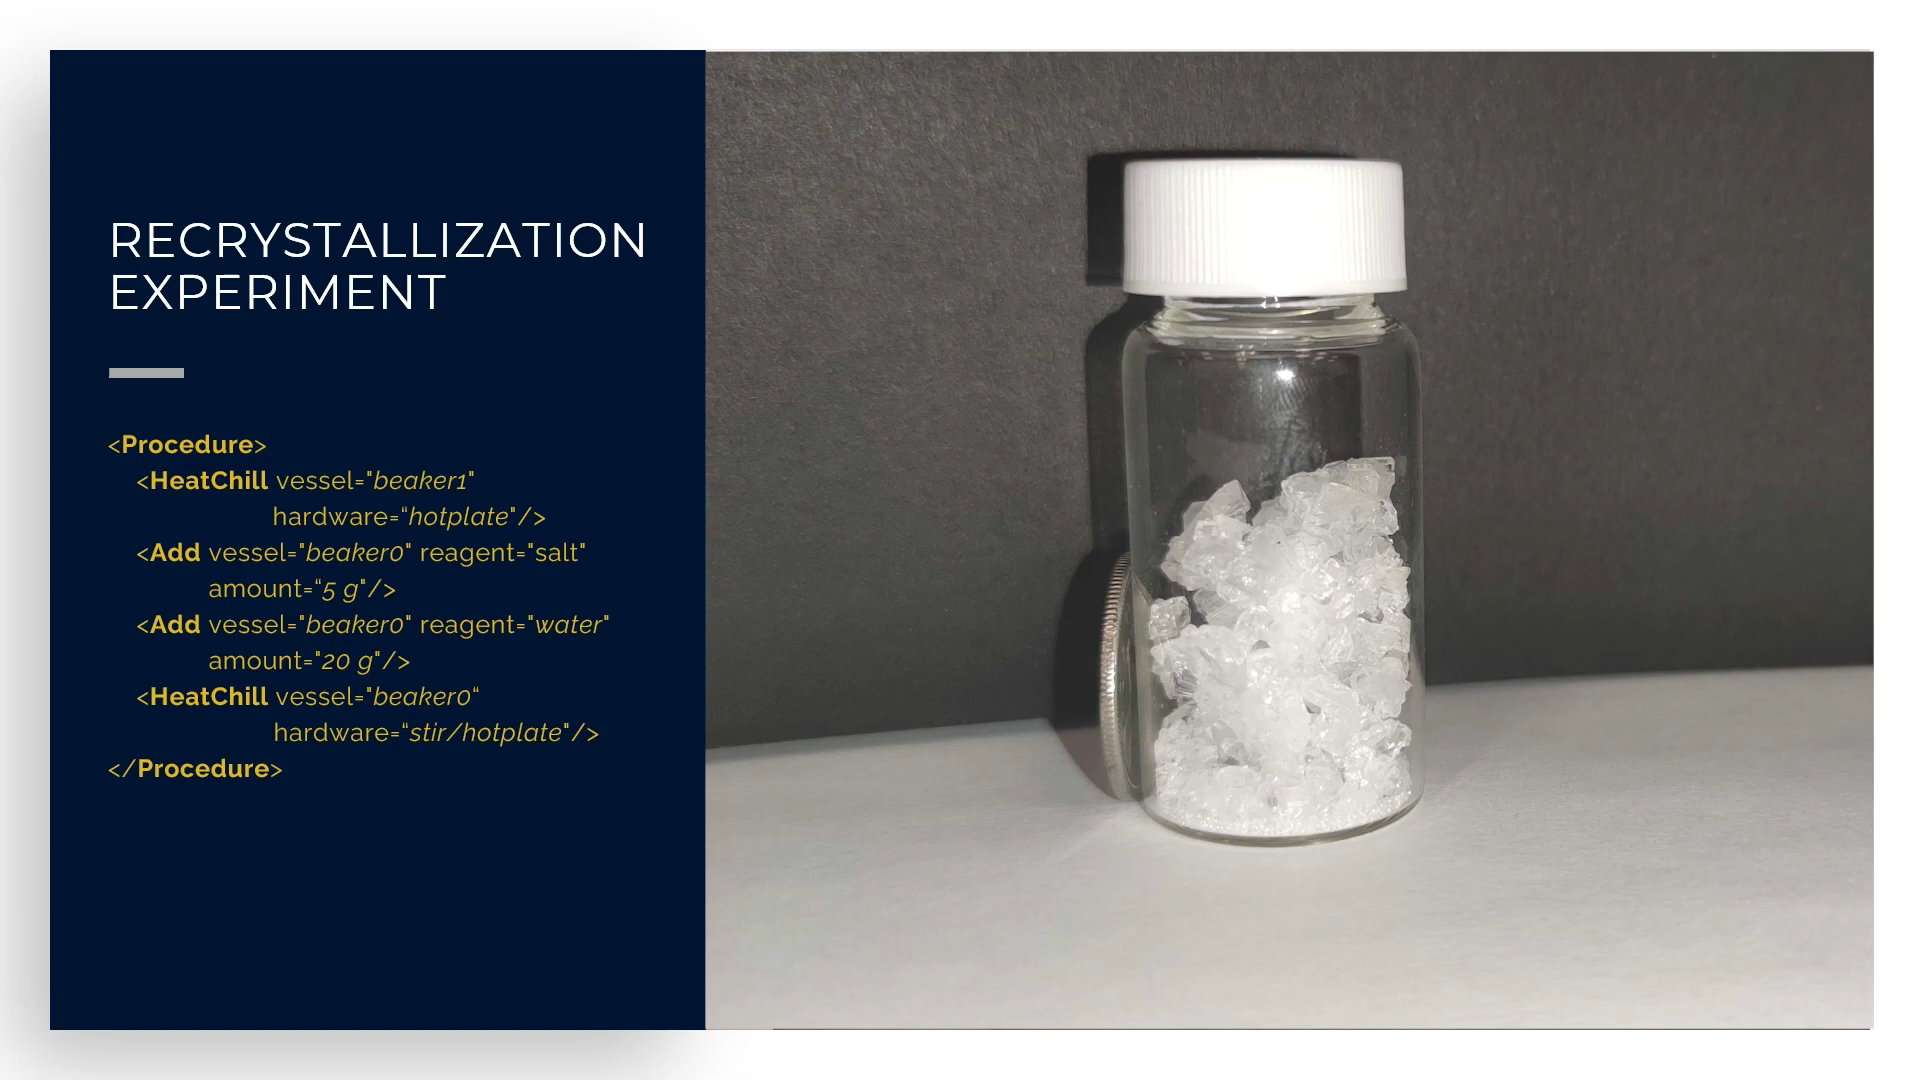 RECRYSTALLIZATION
EXPERIMENT
<Procedure>
<HeatChill vessel="beaker1"
hardware=“hotplate"/>
<Add vessel="beaker0" reagent="salt"
amount=“5 g"/>
<Add vessel="beaker0" reagent="water"
amount="20 g"/>
<HeatChill vessel="beaker0“
hardware=“stir/hotplate"/>
</Procedure>